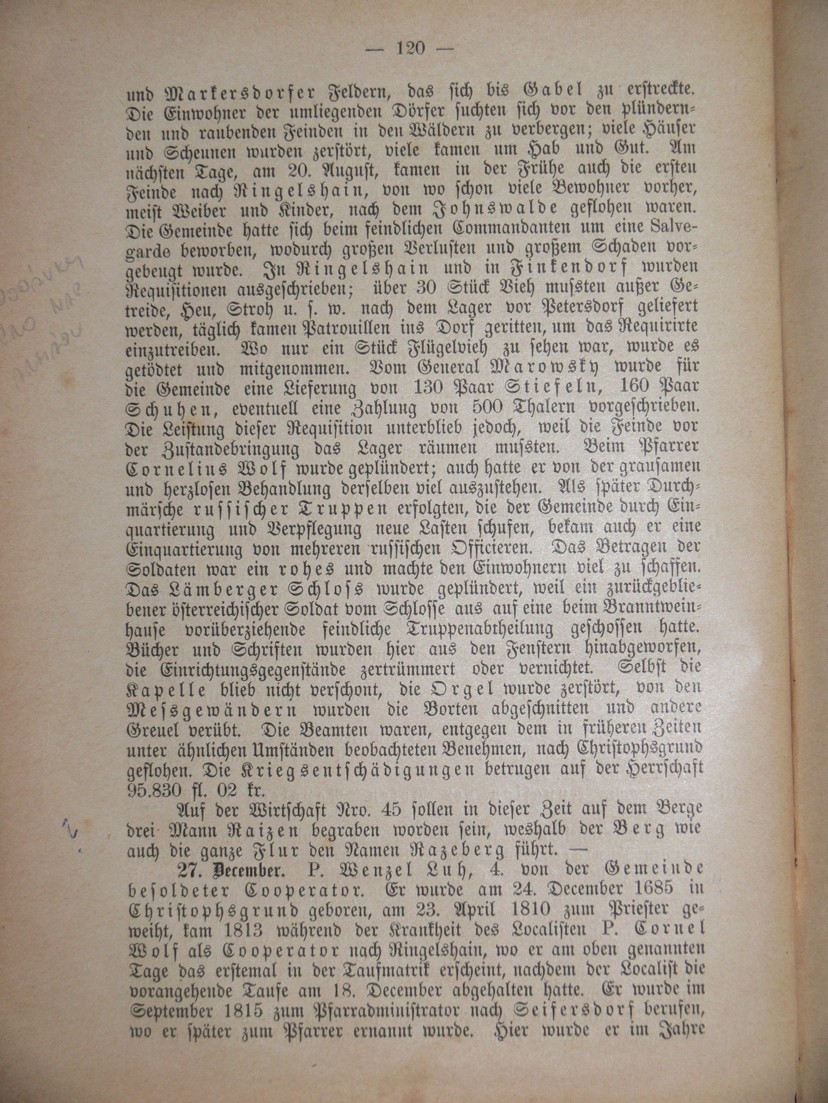 — 120 —
und Markersdorfer Feldern, das sich bis Gabel zu erstreckte.
Die Einwohner der umliegenden Dörfer suchten sich vor den plündern-
den und raubenden Feinden in den Wäldern zu verbergen; viele Häuser
und Scheunen wurden zerstört, viele kamen um Hab und Gut. Am
nächsten Tage, am 20. August, kamen in der Frühe auch die ersten
Feinde nach Ringelshain, von wo schon viele Bewohner vorher,
meist Weiber und Kinder, nach dem Johnswalde geflohen waren.
Die Gemeinde hatte sich beim feindlichen Commandanten um eine Salve-
garde beworben, wodurch großen Verlusten und großem Schaden vor-
gebeugt wurde. In Ringelshain und in Finkendorf wurden
Requisitionen ausgeschrieben; über 30 Stück Vieh mussten außer Ge-
treide, Heu, Stroh u. s. w. nach dem Lager vor Petersdorf geliefert
werden, täglich kamen Patrouillen ins Dorf geritten, um das Requirirte
einzutreiben. Wo nur ein Stück Flügelvieh zu sehen war, wurde es
getödtet und mitgenommen. Vom General Marowsky wurde für
die Gemeinde eine Lieferung von 130 Paar Stiefeln, 160 Paar
Schuhen, eventuell eine Zahlung von 500 Thalern vorgeschrieben.
Die Leistung dieser Requisition unterblieb jedoch, weil die Feinde vor
der Zustandebringung das Lager räumen mussten. Beim Pfarrer
Cornelius Wolf wurde geplündert; auch hatte er von der grausamen
und herzlosen Behandlung derselben viel auszustehen. Als später Durch-
märsche russischer Truppen erfolgten, die der Gemeinde durch Ein-
quartierung und Verpflegung neue Lasten schufen, bekam auch er eine
Einquartierung von mehreren russischen Officieren. Das Betragen der
Soldaten war ein rohes und machte den Einwohnern viel zu schaffen.
Das Lämberger Schloss wurde geplündert, weil ein zurückgeblie-
bener österreichischer Soldat vom Schlosse aus auf eine beim Branntwein-
hause vorüberziehende feindliche Truppenabtheilung geschossen hatte.
Bücher und Schriften wurden hier aus den Fenstern hinabgeworfen,
die Einrichtungsgegenstände zertrümmert oder vernichtet. Selbst die
Kapelle blieb nicht verschont, die Orgel wurde zerstört, von den
Messgewändern wurden die Borten abgeschnitten und andere
Greuel verübt. Die Beamten waren, entgegen dem in früheren Zeiten
unter ähnlichen Umständen beobachteten Benehmen, nach Christophsgrund
geflohen. Die Kriegsentschädigungen betrugen auf der Herrschaft
95.830 fl. 02 kr.
Auf der Wirtschaft Nro. 45 sollen in dieser Zeit auf dem Berge
drei Mann Raizen begraben worden sein, weshalb der Berg wie
auch die ganze Flur den Namen Razeberg führt. —
27. December. P. Wenzel Luh, 4. von der Gemeinde
besoldeter Cooperator. Er wurde am 24. December 1685 in
Christophsgrund geboren, am 23. April 1810 zum Priester ge-
weiht, kam 1813 während der Krankheit des Localisten P. Cornel
Wolf als Cooperator nach Ringelshain, wo er am oben genannten
Tage das erstemal in der Taufmatrik erscheint, nachdem der Localist die
vorangehende Taufe am 18. December abgehalten hatte. Er wurde im
September 1815 zum Pfarradministrator nach Seifersdorf berufen,
wo er später zum Pfarrer ernannt wurde. Hier wurde er im Jahre